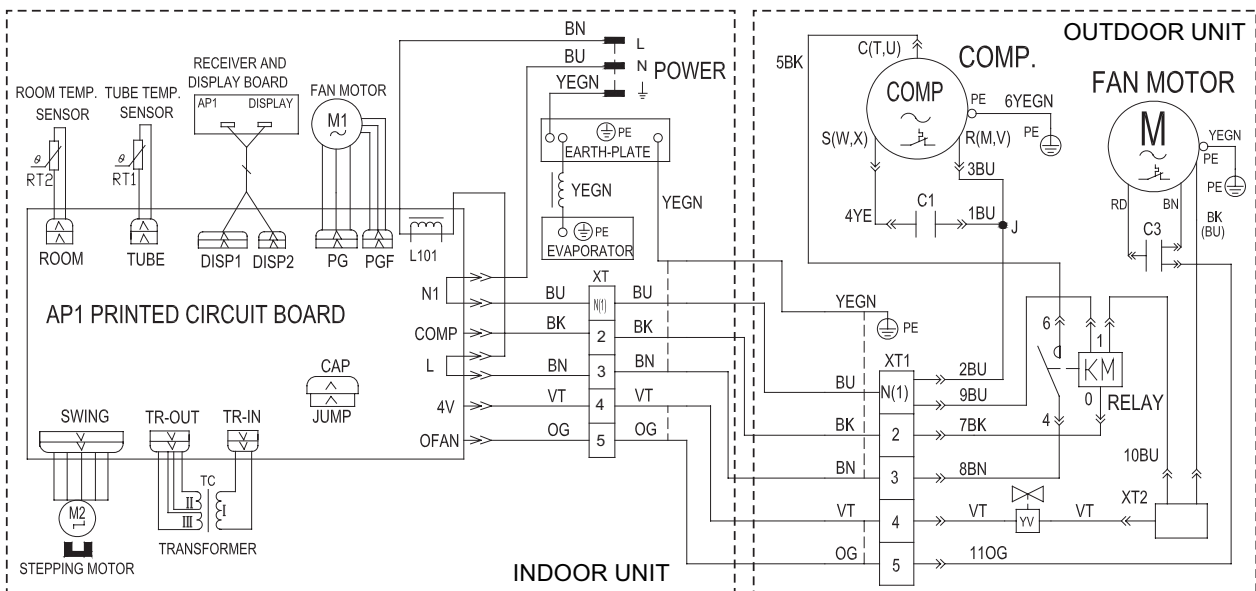 INDOOR UNIT
ROOM TEMP.
SENSOR
θ
RT2
ROOM
TUBE TEMP.
SENSOR
θ
RT1
TUBE
RECEIVER AND
DISPLAY BOARD
AP1 DISPLAY
DISP1
DISP2
FAN MOTOR
M1
PG
PGF
L101
BN
BU
YEGN
L
N
POWER
PE
EARTH-PLATE
YEGN
PE
EVAPORATOR
YEGN
AP1 PRINTED CIRCUIT BOARD
CAP
JUMP
N1
COMP
L
4V
OFAN
BU
BK
BN
VT
OG
XT
N(1)
2
3
4
5
BU
BK
BN
VT
OG
SWING
M2
STEPPING MOTOR
TR-OUT
TR-IN
TC
II
III
I
TRANSFORMER
OUTDOOR UNIT
5BK
C(T,U)
COMP.
COMP
PE
6YEGN
PE
S(W,X)
R(M,V)
3BU
C1
4YE
1BU
J
FAN MOTOR
M
YEGN
PE
PE
RD
BN
BK
(BU)
C3
YEGN
PE
XT1
BU
N(1)
2BU
9BU
BK
2
7BK
BN
3
8BN
VT
4
VT
YV
VT
OG
5
11OG
6
4
1
KM
0
RELAY
10BU
XT2